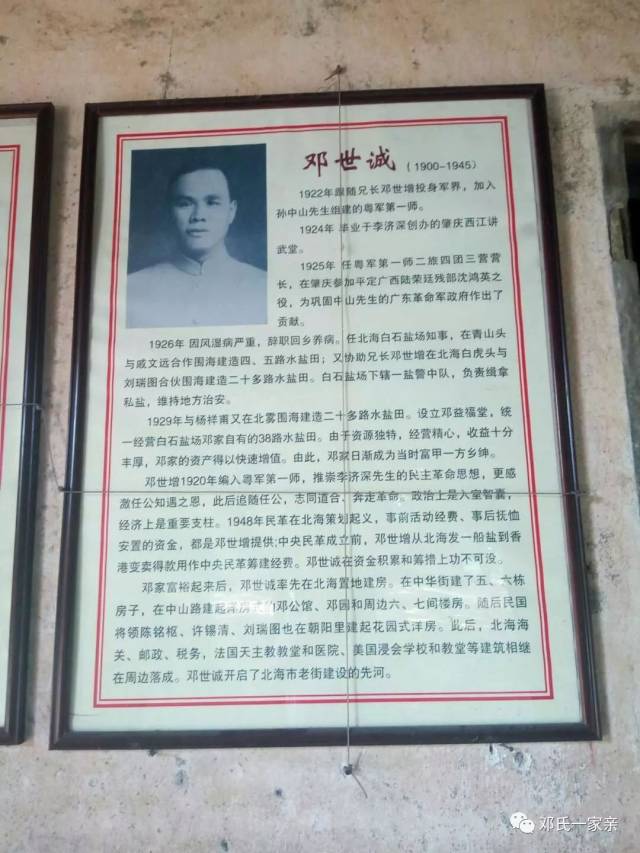 邓世诚（1900-1945）
1922年跟随兄长邓世增投身军界，加入
孙中山先生组建的粤军第一师。
1924年 毕业于李济深创办的肇庆西江讲
武堂。
1925年 任粤军第一师二旅四团三营营
长，在肇庆参加平定广西陆荣廷残部沈鸿英之
役，为巩固中山先生的广东革命军政府作出了
贡献。
1926年 因风湿病严重，辞职回乡养病。任北海白石盐场知事，在青山头
与戚文远合作围海建造四、五路水盐田；又协助兄长邓世增在北海白虎头与
刘瑞图合伙围海建造二十多路水盐田。白石盐场下辖一盐警中队，负责缉拿
私盐，维持地方治安。
1929年与杨祥甫又在北雾围海建造二十多路水盐田。设立邓益福堂，统
一经营白石盐场邓家自有的38路水盐田。由于资源独特，经营精心，收益十分
丰厚，邓家的资产得以快速增值。由此，邓家日渐成为当时富甲一方乡绅。
邓世增1920年编入粤军第一师，推崇李济深先生的民主革命思想，更感
激任公知遇之恩，此后追随任公，志同道合、奔走革命。政治上是入室智囊，
经济上是重要支柱。1948年民革在北海策划起义，事前活动经费、事后抚恤
安置的资金，都是邓世增提供;中央民革成立前，邓世增从北海发一船盐到香
港变卖得款用作中央民革筹建经费。邓世诚在资金积累和筹措上功不可没。
邓家富裕起来后，邓世诚率先在北海置地建房。在中华街建了五、六栋
房子，在中山路建起洋房式的邓公馆、邓园和周边六、七间楼房。随后民国
将领陈铭枢、许锡清、刘瑞图也在朝阳里建起花园式洋房。此后，北海海
关、邮政、税务，法国天主教教堂和医院、美国浸会学校和教堂等建筑相继
在周边落成。邓世诚开启了北海市老街建设的先河。
邓氏一家亲